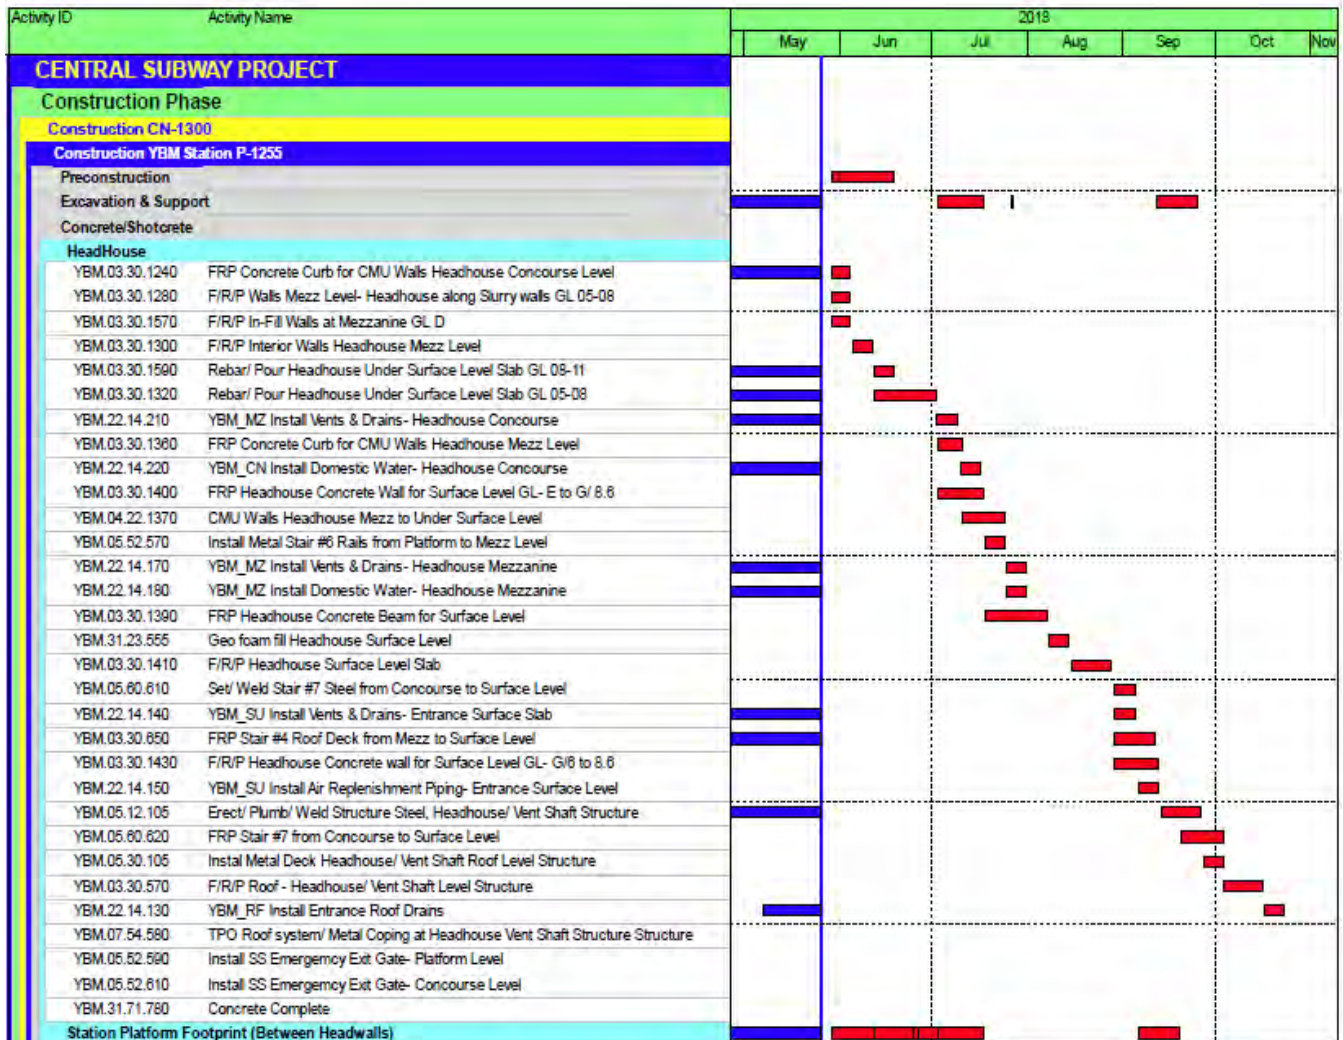 Activity ID Activity Name 2018
May Jun Jul Aug Sep Oct Nov
CENTRAL SUBWAY PROJECT
Construction Phase
Construction CN-1300
Construction YBM Station P-1255
Preconstruction
Excavation & Support
Concrete/Shotcrete
HeadHouse
YBM.03.30.1240 FRP Concrete Curb for CMU Walls Headhouse Concourse Level
YBM.03.30.1280 F/R/P Walls Mezz Level- Headhouse along Slurry walls GL 05-08
YBM.03.30.1570 F/R/P In-Fill Walls at Mezzanine GL D
YBM.03.30.1300 F/R/P Interior Walls Headhouse Mezz Level
YBM.03.30.1590 Rebar/ Pour Headhouse Under Surface Level Slab GL 08-11
YBM.03.30.1320 Rebar/ Pour Headhouse Under Surface Level Slab GL 05-08
YBM.22.14.210 YBM_MZ Install Vents & Drains- Headhouse Concourse
YBM.03.30.1360 FRP Concrete Curb for CMU Walls Headhouse Mezz Level
YBM.22.14.220 YBM_CN Install Domestic Water- Headhouse Concourse
YBM.03.30.1400 FRP Headhouse Concrete Wall for Surface Level GL- E to G/ 8.6
YBM.04.22.1370 CMU Walls Headhouse Mezz to Under Surface Level
YBM.05.52.570 Install Metal Stair #6 Rails from Platform to Mezz Level
YBM.22.14.170 YBM_MZ Install Vents & Drains- Headhouse Mezzanine
YBM.22.14.180 YBM_MZ Install Domestic Water- Headhouse Mezzanine
YBM.03.30.1390 FRP Headhouse Concrete Beam for Surface Level
YBM.31.23.555 Geo foam fill Headhouse Surface Level
YBM.03.30.1410 F/R/P Headhouse Surface Level Slab
YBM.05.60.610 Set/ Weld Stair #7 Steel from Concourse to Surface Level
YBM.22.14.140 YBM_SU Install Vents & Drains- Entrance Surface Slab
YBM.03.30.650 FRP Stair #4 Roof Deck from Mezz to Surface Level
YBM.03.30.1430 F/R/P Headhouse Concrete wall for Surface Level GL- G/6 to 8.6
YBM.22.14.150 YBM_SU Install Air Replenishment Piping- Entrance Surface Level
YBM.05.12.105 Erect/ Plumb/ Weld Structure Steel, Headhouse/ Vent Shaft Structure
YBM.05.60.620 FRP Stair #7 from Concourse to Surface Level
YBM.05.30.105 Instal Metal Deck Headhouse/ Vent Shaft Roof Level Structure
YBM.03.30.570 F/R/P Roof - Headhouse/ Vent Shaft Level Structure
YBM.22.14.130 YBM_RF Install Entrance Roof Drains
YBM.07.54.580 TPO Roof system/ Metal Coping at Headhouse Vent Shaft Structure Structure
YBM.05.52.590 Install SS Emergemcy Exit Gate- Platform Level
YBM.05.52.610 Install SS Emergemcy Exit Gate- Concourse Level
YBM.31.71.780 Concrete Complete
Station Platform Footprint (Between Headwalls)